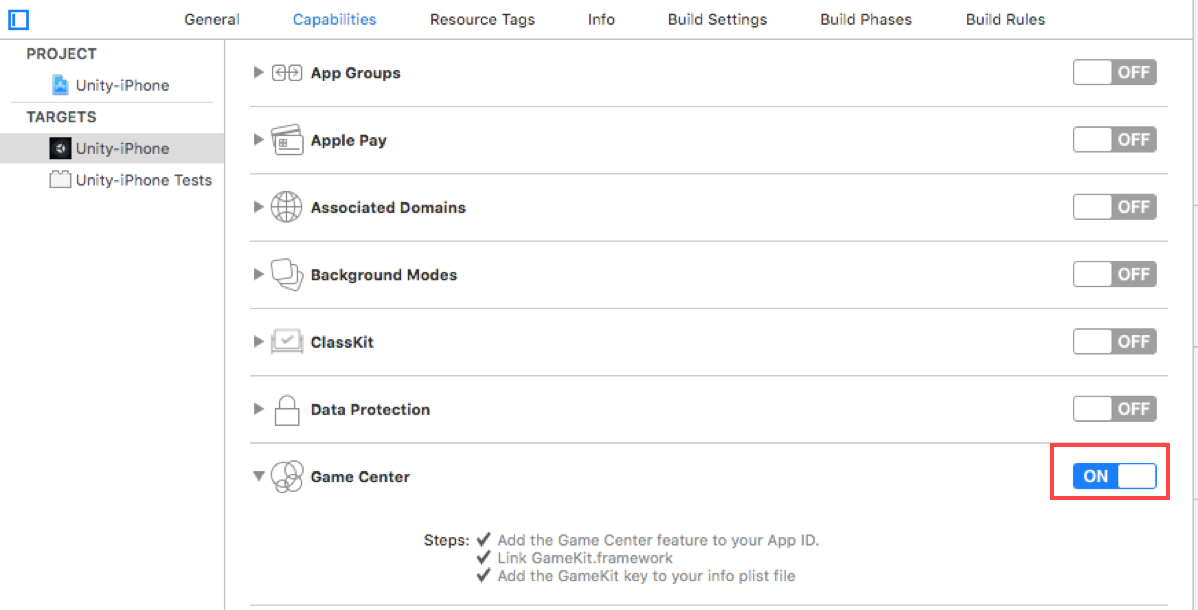 General Capabilities Resource Tags Info Build Settings Build Phases Build Rules
PROJECT
Unity-iPhone
TARGETS
Unity-iPhone
Unity-iPhone Tests
App Groups OFF
Apple Pay OFF
Associated Domains OFF
Background Modes OFF
ClassKit OFF
Data Protection OFF
Game Center ON
Steps: ✔ Add the Game Center feature to your App ID.
✔ Link GameKit.framework
✔ Add the GameKit key to your info plist file